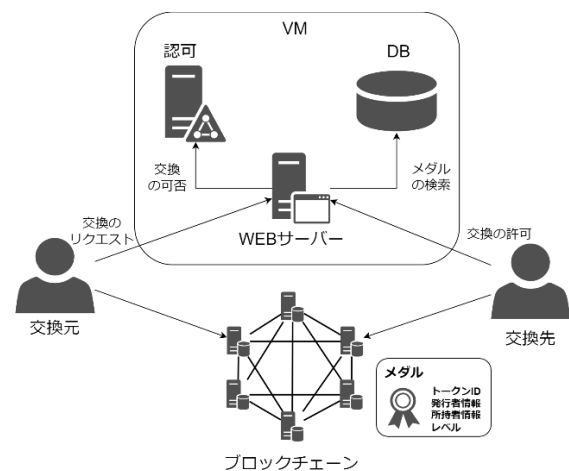 VM
認可
DB
交換
の可否
メダル
の検索
WEBサーバー
交換の
リクエスト
交換の許可
交換元
交換先
メダル
トークンID
発行者情報
所持者情報
レベル
ブロックチェーン